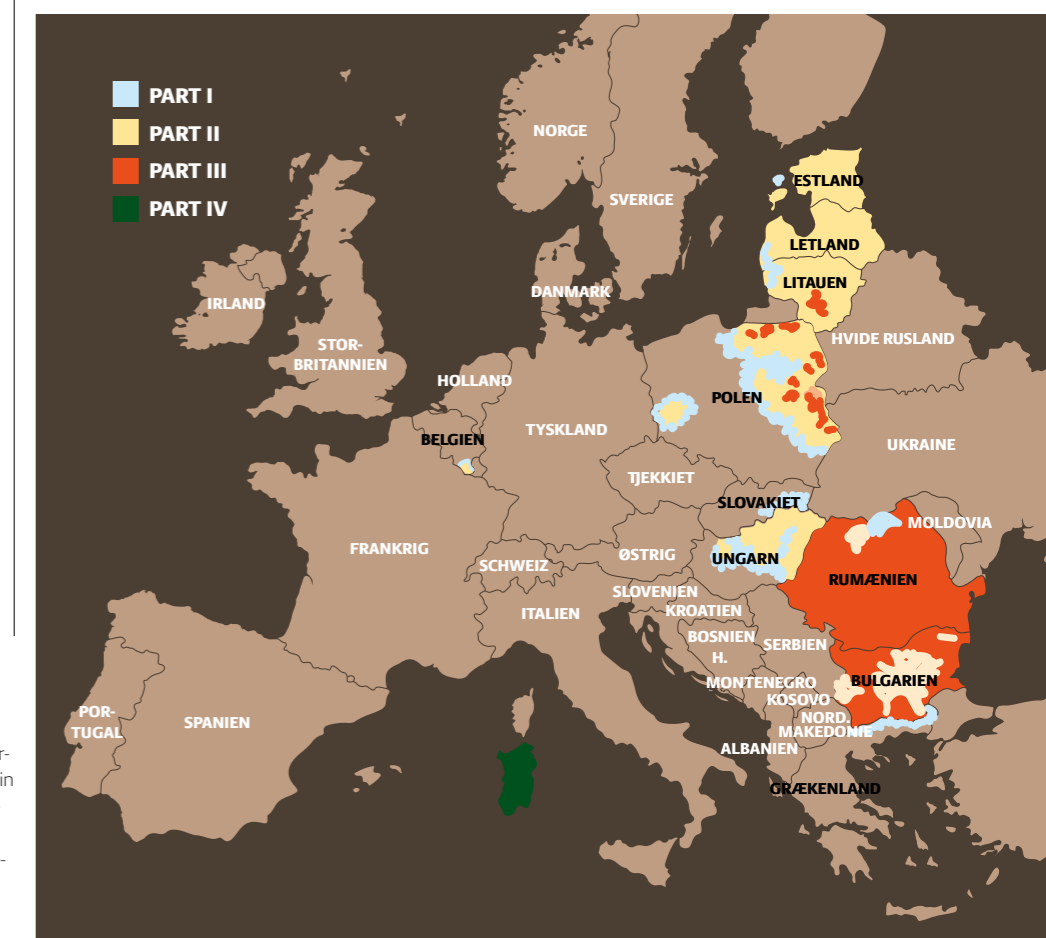 PART I
PART II
PART III
PART IV
NORGE
SVERIGE
ESTLAND
LETLAND
LITAUEN
DANMARK
IRLAND
STOR-
BRITANNIEN
HVIDE RUSLAND
HOLLAND
POLEN
BELGIEN
TYSKLAND
UKRAINE
TJEKKIET
SLOVAKIET
MOLDOVIA
FRANKRIG
ØSTRIG
UNGARN
SCHWEIZ
RUMÆNIEN
SLOVENIEN
ITALIEN
KROATIEN
BOSNIEN
H.
SERBIEN
MONTENEGRO
BULGARIEN
KOSOVO
POR-
TUGAL
SPANIEN
NORD.
MAKEDONIE
ALBANIEN
GRÆKENLAND
r-
in
-